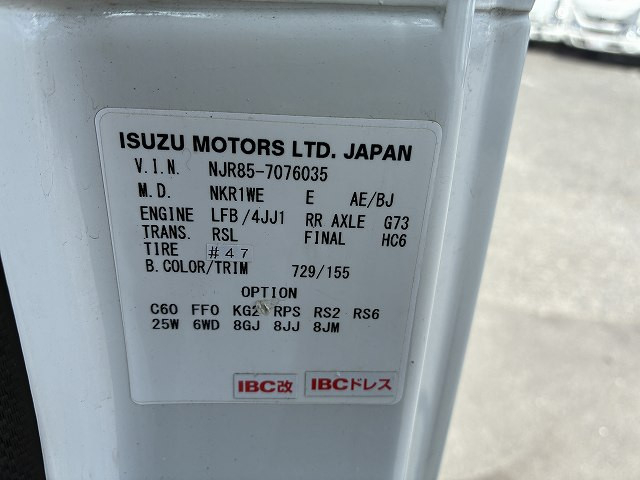 ISUZU MOTORS LTD. JAPAN
V.I.N. NJR85-7076035
M.D. NKR1WE E AE/BJ
ENGINE LFB/4JJ1 RR AXLE G73
TRANS. RSL FINAL HC6
TIRE #47
B.COLOR/TRIM 729/155
OPTION
C60 FF0 RPS RS2 RS6
25W 6WD 8GJ 8JJ 8JM
IBC改 IBCドレス